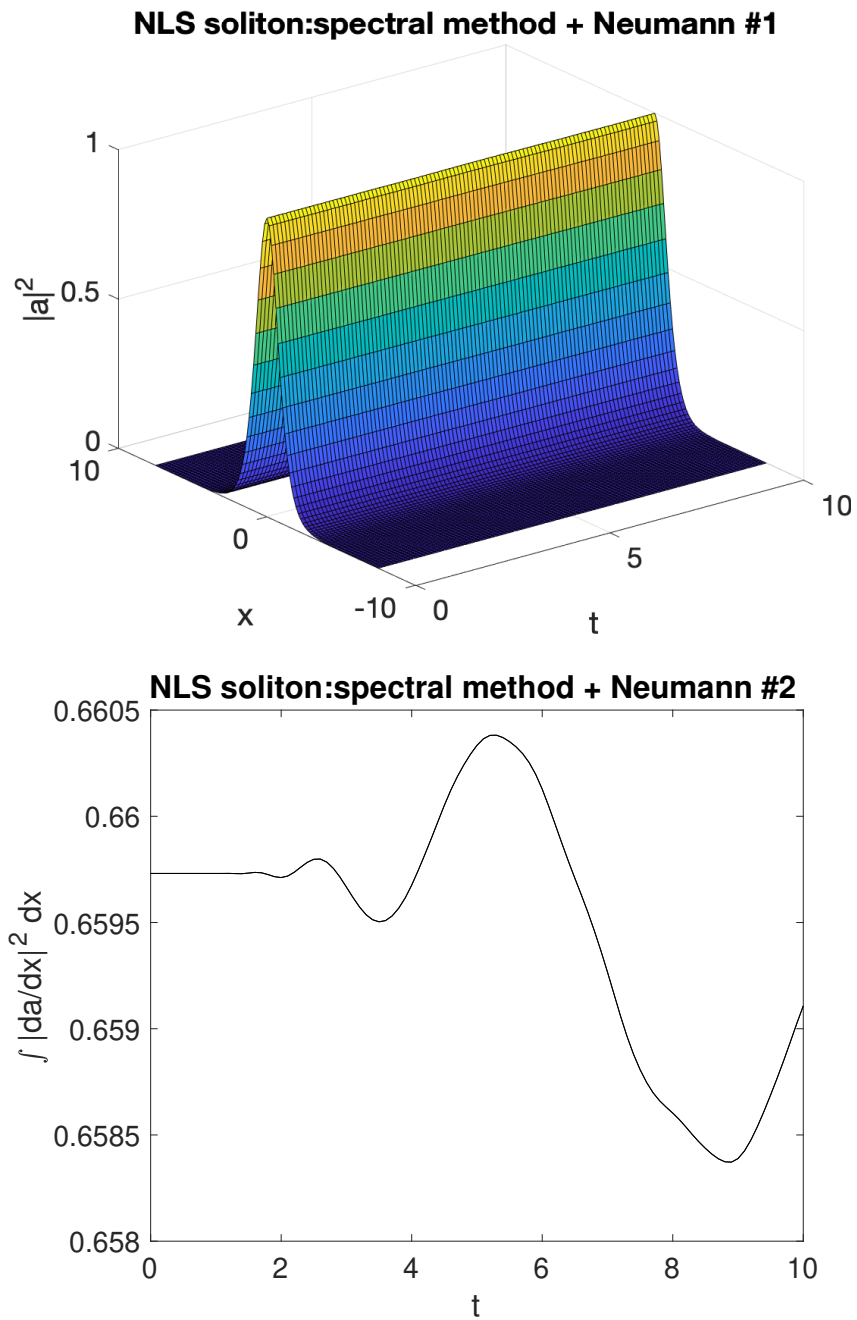 NLS soliton:spectral method + Neumann #1
1
0.5
0
|a|²
10
0
-10
x
0
5
10
t
NLS soliton:spectral method + Neumann #2
0.6605
0.66
0.6595
0.659
0.6585
0.658
∫ |da/dx|² dx
0 2 4 6 8 10
t